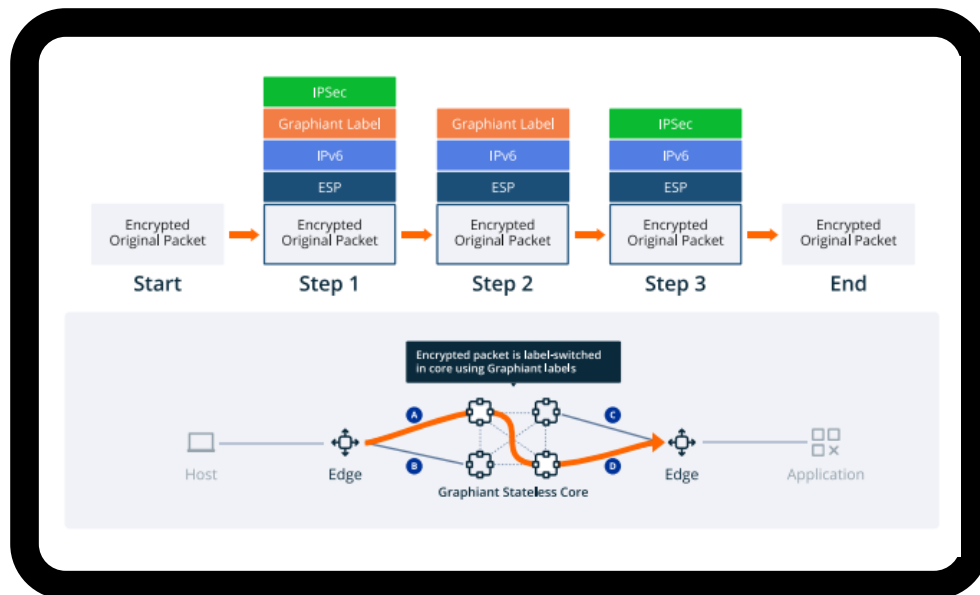 IPSec
Graphiant Label
Graphiant Label
IPSec
IPv6
IPv6
IPv6
ESP
ESP
ESP
Encrypted
Original Packet
Encrypted
Original Packet
Encrypted
Original Packet
Encrypted
Original Packet
Encrypted
Original Packet
Start
Step 1
Step 2
Step 3
End
Encrypted packet is label-switched
in core using Graphiant labels
A
C
B
D
Host
Edge
Graphiant Stateless Core
Edge
Application